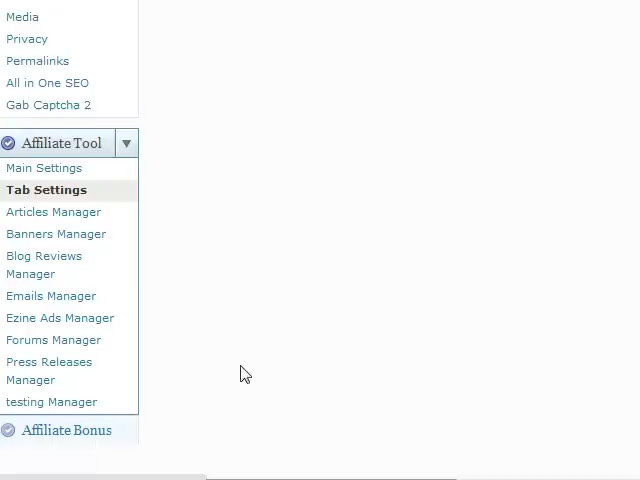 Media
Privacy
Permalinks
All in One SEO
Gab Captcha 2
Affiliate Tool
Main Settings
Tab Settings
Articles Manager
Banners Manager
Blog Reviews
Manager
Emails Manager
Ezine Ads Manager
Forums Manager
Press Releases
Manager
testing Manager
Affiliate Bonus